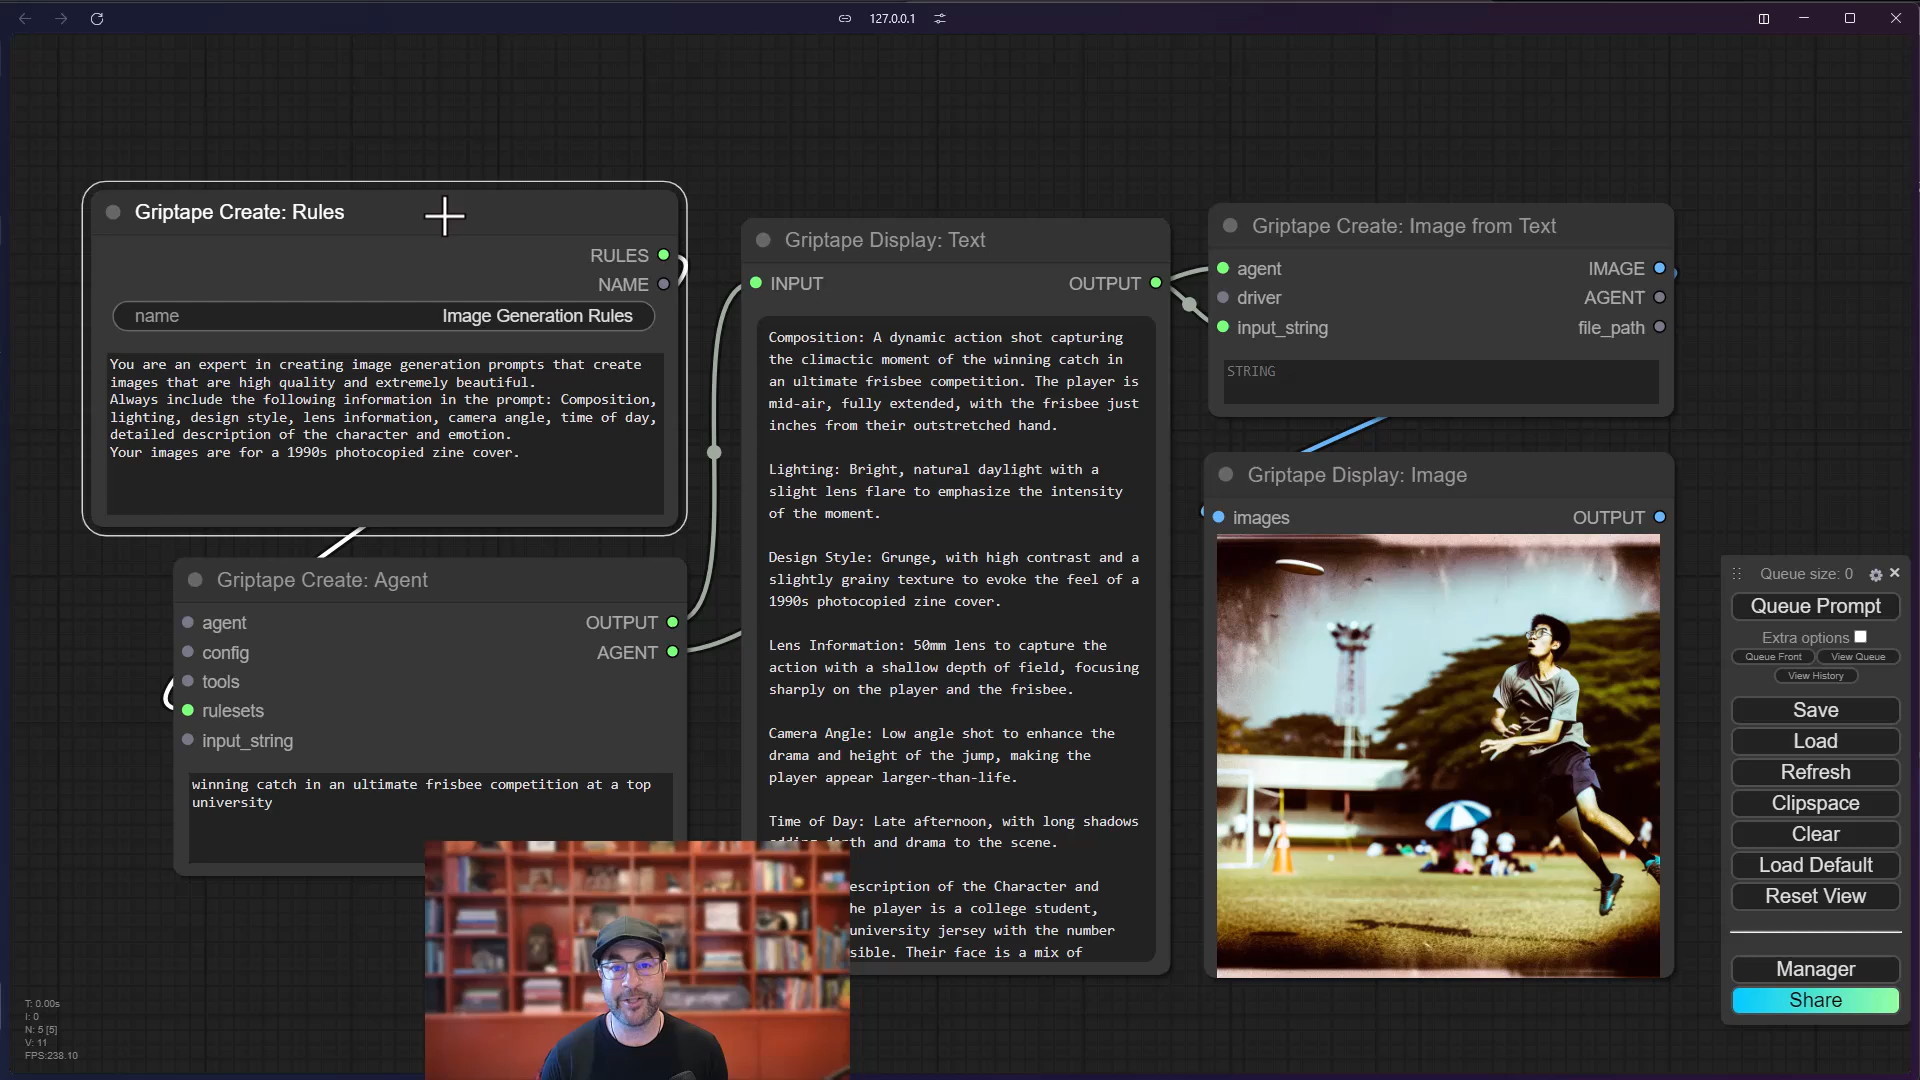 127.0.0.1
Griptape Create: Rules
RULES
NAME
name
Image Generation Rules
You are an expert in creating image generation prompts that create
images that are high quality and extremely beautiful.
Always include the following information in the prompt: Composition,
lighting, design style, lens information, camera angle, time of day,
detailed description of the character and emotion.
Your images are for a 1990s photocopied zine cover.
Griptape Create: Agent
agent
OUTPUT
config
AGENT
tools
rulesets
input_string
winning catch in an ultimate frisbee competition at a top
university
Griptape Display: Text
INPUT
OUTPUT
Composition: A dynamic action shot capturing
the climactic moment of the winning catch in
an ultimate frisbee competition. The player is
mid-air, fully extended, with the frisbee just
inches from their outstretched hand.
Lighting: Bright, natural daylight with a
slight lens flare to emphasize the intensity
of the moment.
Design Style: Grunge, with high contrast and a
slightly grainy texture to evoke the feel of a
1990s photocopied zine cover.
Lens Information: 50mm lens to capture the
action with a shallow depth of field, focusing
sharply on the player and the frisbee.
Camera Angle: Low angle shot to enhance the
drama and height of the jump, making the
player appear larger-than-life.
Time of Day: Late afternoon, with long shadows
and drama to the scene.
escription of the Character and
he player is a college student,
university jersey with the number
sible. Their face is a mix of
Griptape Create: Image from Text
agent
IMAGE
driver
AGENT
input_string
file_path
STRING
Griptape Display: Image
images
OUTPUT
Queue size: 0
Queue Prompt
Extra options
Queue Front
View Queue
View History
Save
Load
Refresh
Clipspace
Clear
Load Default
Reset View
Manager
Share
T: 0.00s
I: 0
N: 5 [5]
V: 11
FPS:238.10